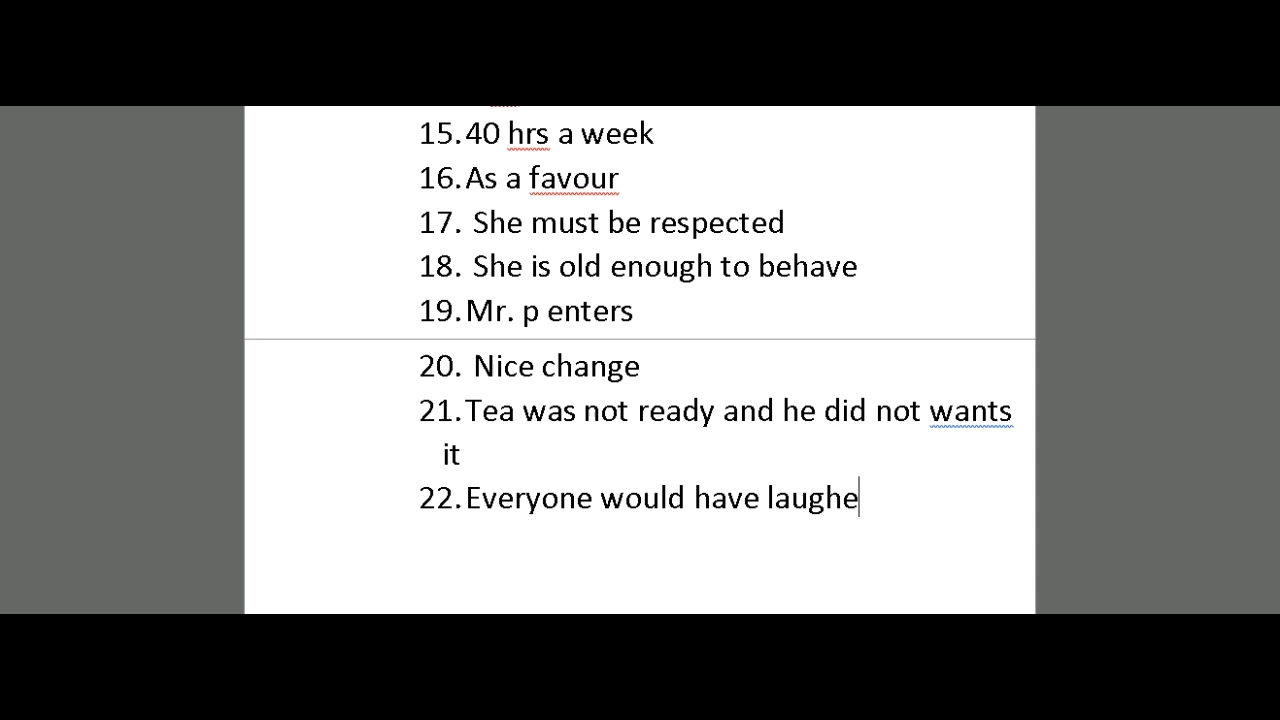 15. 40 hrs a week
16. As a favour
17. She must be respected
18. She is old enough to behave
19. Mr. p enters
20. Nice change
21. Tea was not ready and he did not wants
it
22. Everyone would have laughe